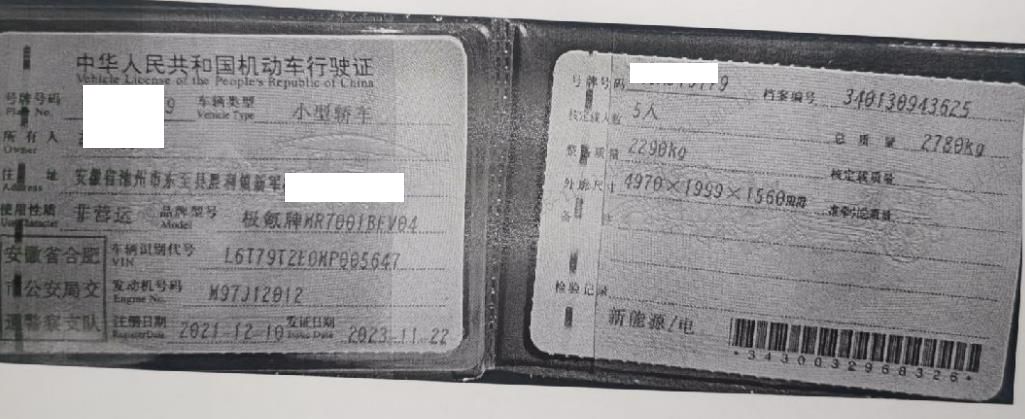 中华人民共和国机动车行驶证
Vehicle License of the People's Republic of China
号牌号码 9 车辆类型 小型轿车
Plate No. Vehicle Type
所有人
Owner
住址 安徽省池州市东至县胜利镇新军
Address
使用性质 非营运 品牌型号 极氪牌MR7001BEV04
Use Character Model
安徽省合肥
市公安局交
通警察支队
车辆识别代号 L6T79T2E0MP005647
VIN
发动机号码 M97J12012
Engine No.
注册日期 2021-12-10 发证日期 2023-11-22
Register Date Issue Date
号牌号码 179 档案编号 340130943625
核定载人数 5人 总质量 2780kg
整备质量 2290kg 核定载质量
外廓尺寸 4970×1999×1560mm 准牵引总质量
备注
检验记录
新能源/电
*3430032968326*